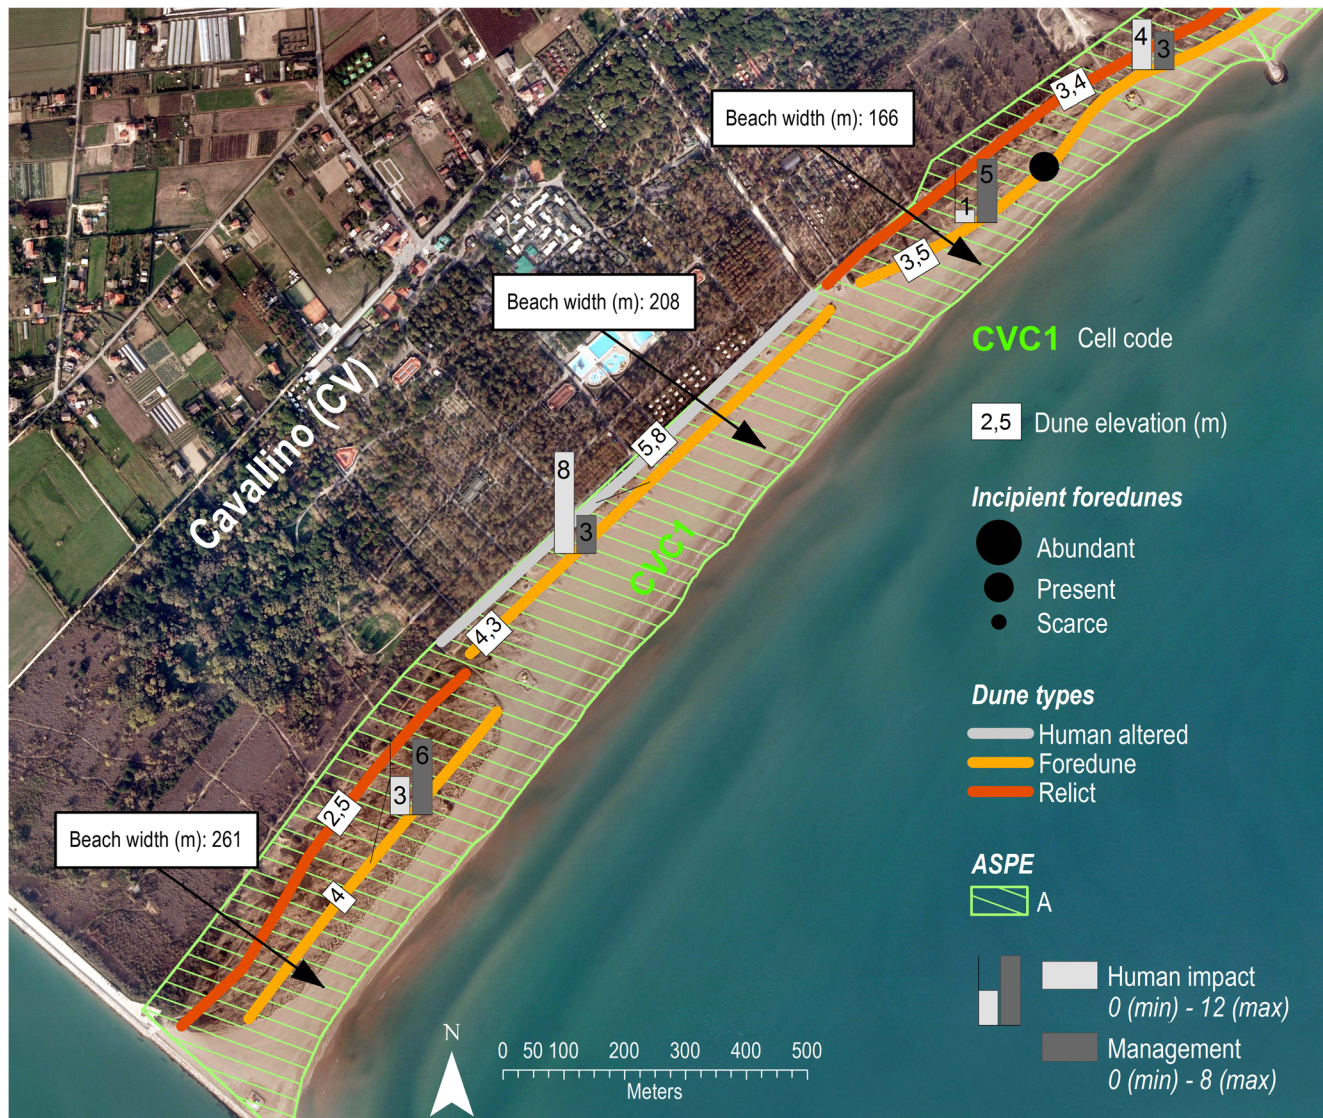 4
3
3,4
Beach width (m): 166
5
1
3,5
Beach width (m): 208
CVC1 Cell code
2,5 Dune elevation (m)
Cavallino (CV)
5,8
8
3
CVC1
Incipient foredunes
Abundant
Present
Scarce
4,3
Dune types
Human altered
Foredune
Relict
6
3
2,5
Beach width (m): 261
4
ASPE
A
Human impact
0 (min) - 12 (max)
Management
0 (min) - 8 (max)
N
0 50 100 200 300 400 500
Meters